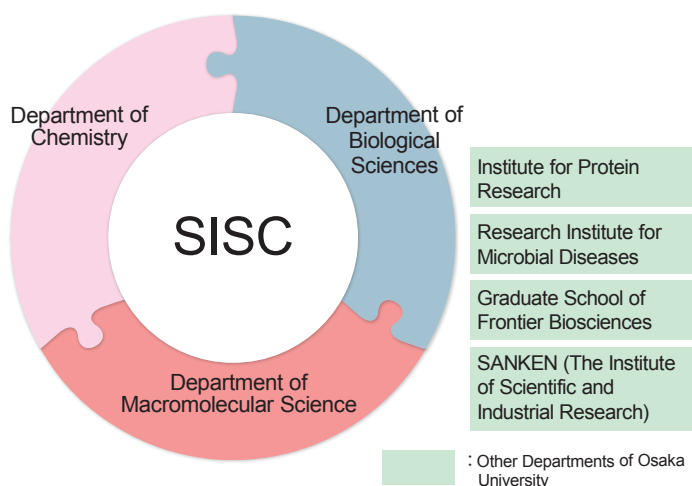 Department of
Chemistry
Department of
Biological
Sciences
SISC
Department of
Macromolecular Science
Institute for Protein
Research
Research Institute for
Microbial Diseases
Graduate School of
Frontier Biosciences
SANKEN (The Institute
of Scientific and
Industrial Research)
: Other Departments of Osaka
University